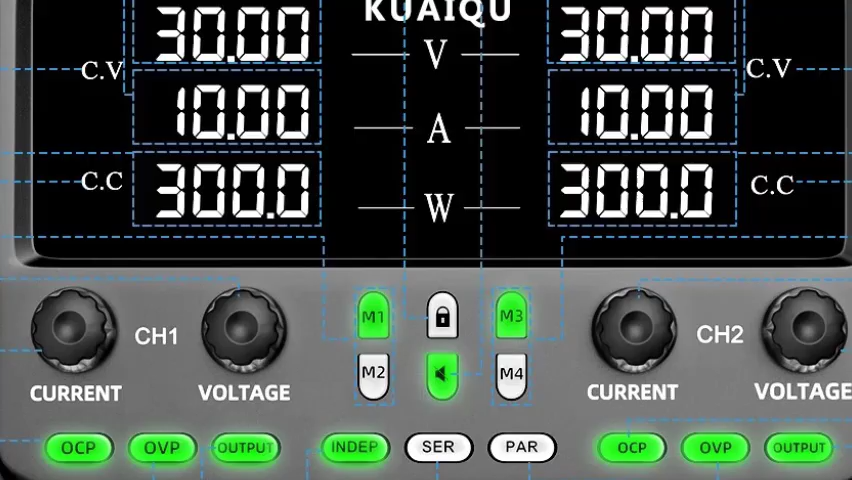 KUAIQU
30.00 V 30.00
C.V C.V
10.00 A 10.00
C.C C.C
300.0 W 300.0
M1 M3
CH1 CH2
M2 M4
CURRENT VOLTAGE CURRENT VOLTAGE
OCP OVP OUTPUT INDEP SER PAR OCP OVP OUTPUT